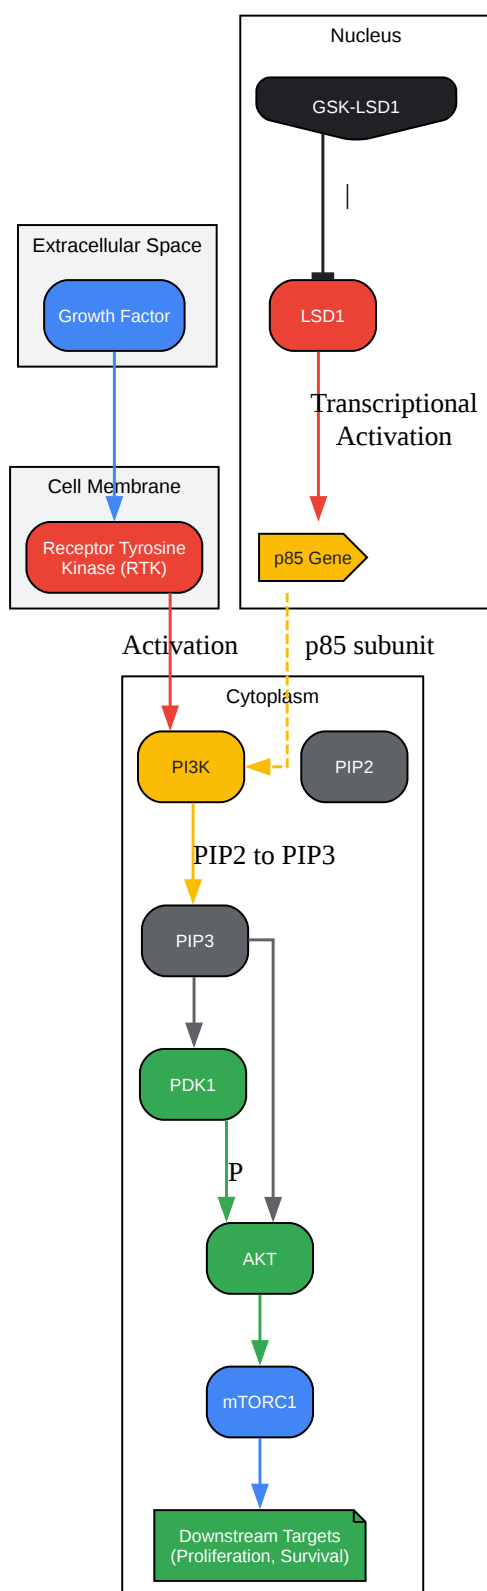 Nucleus
GSK-LSD1
|
Extracellular Space
Growth Factor
LSD1
Transcriptional
Activation
Cell Membrane
Receptor Tyrosine
Kinase (RTK)
p85 Gene
Activation
p85 subunit
Cytoplasm
PI3K
PIP2
PIP2 to PIP3
PIP3
PDK1
P
AKT
mTORC1
Downstream Targets
(Proliferation, Survival)